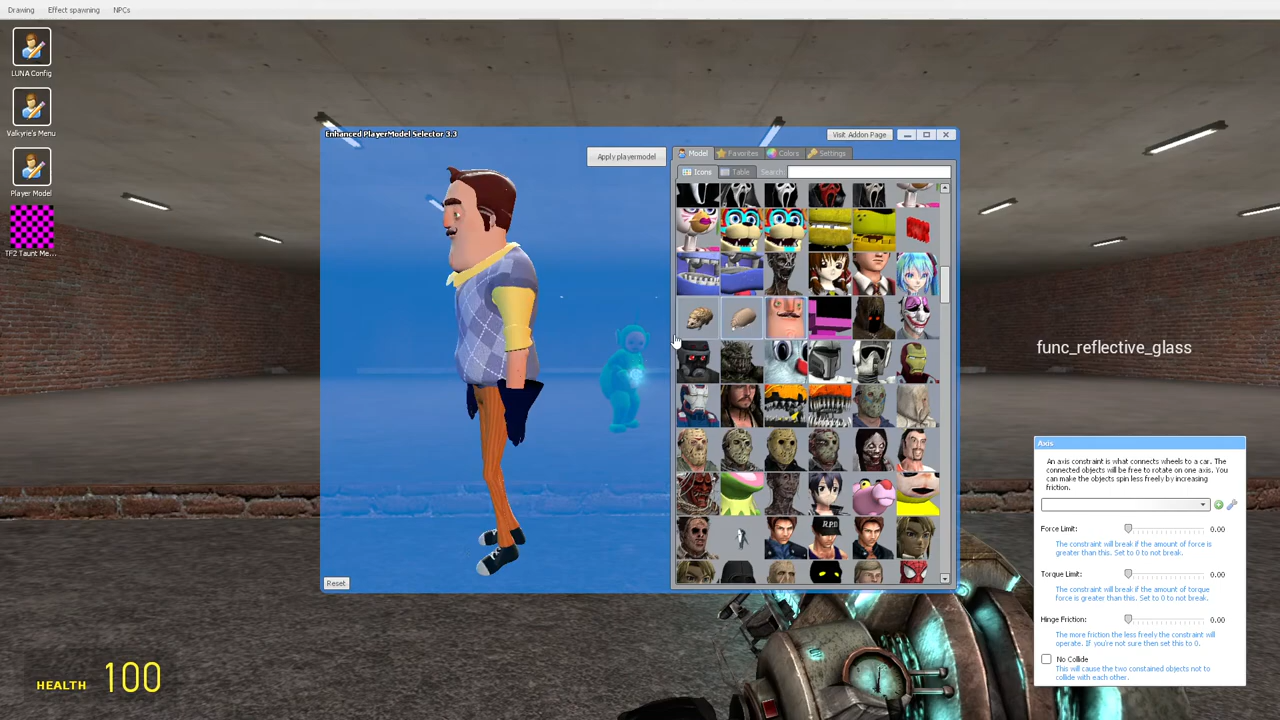 Drawing Effect spawning NPCs
LUNA Config
Valkyrie's Menu
Player Model
TF2 Taunt Me...
Enhanced PlayerModel Selector 3.3
Visit Addon Page
Apply playermodel
Model Favorites Colors Settings
Icons Table Search
R.P.D
Reset
func_reflective_glass
Axis
An axis constraint is what connects wheels to a car. The
connected objects will be free to rotate on one axis. You
can make the objects spin less freely by increasing
friction.
Force Limit: 0.00
The constraint will break if the amount of force is
greater than this. Set to 0 to not break.
Torque Limit: 0.00
The constraint will break if the amount of torque
force is greater than this. Set to 0 to not break.
Hinge Friction: 0.00
The more friction the less freely the constraint will
operate. If you're not sure then set this to 0.
No Collide
This will cause the two constained objects not to
collide with each other.
HEALTH 100